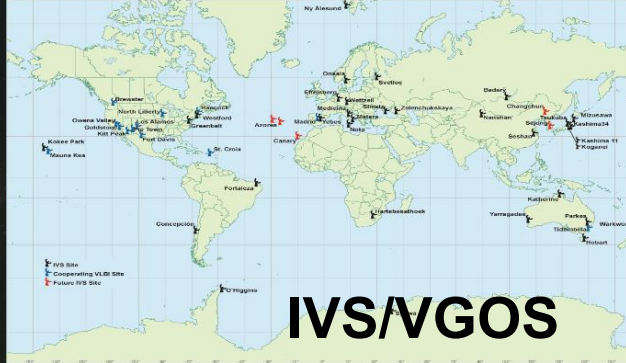 Ny Alesund
Onsala
Svetloe
Effelsberg
Wettzell
Badary
Brewster
Hancock
North Liberty
Westford
Medicina
Simeiz
Zelenchukskaya
Changchun
Owens Valley
Los Alamos
Greenbelt
Azores
Madrid
Yebes
Matera
Nanshan
Tsukuba
Mizusawa
Goldstone
Pie Town
Noto
Sejong
Kashima34
Kitt Peak
Fort Davis
Canary
Seshan
Kashima 11
Koganei
Kokee Park
Mauna Kea
St. Croix
Fortaleza
Katherine
Hartebeesthoek
Yarragadee
Parkes
Warkwo
Concepción
Tidbinbilla
Hobart
IVS Site
Cooperating VLBI Site
Future IVS Site
O'Higgins
IVS/VGOS